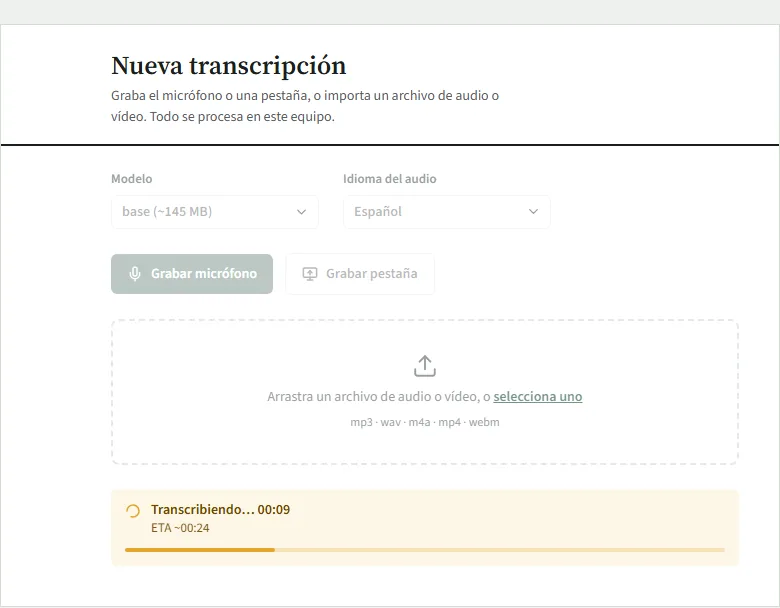 Nueva transcripción
Graba el micrófono o una pestaña, o importa un archivo de audio o
vídeo. Todo se procesa en este equipo.
Modelo
Idioma del audio
base (~145 MB)
Español
Grabar micrófono
Grabar pestaña
Arrastra un archivo de audio o vídeo, o selecciona uno
mp3 · wav · m4a · mp4 · webm
Transcribiendo... 00:09
ETA ~00:24